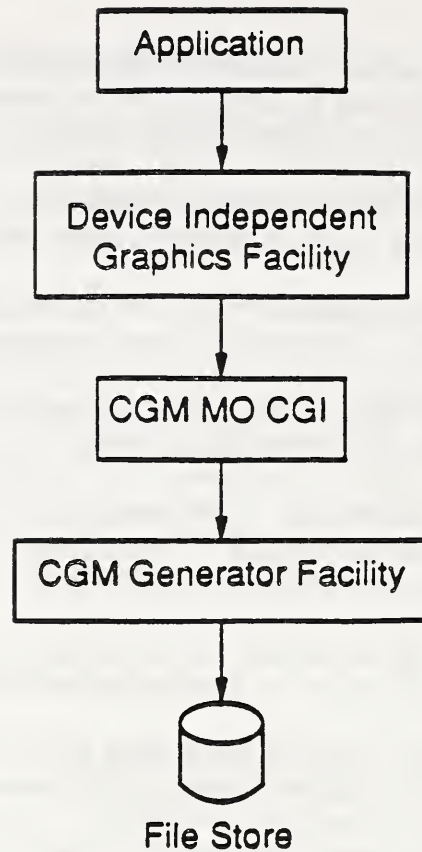 Application
Device Independent
Graphics Facility
CGM MO CGI
CGM Generator Facility
File Store